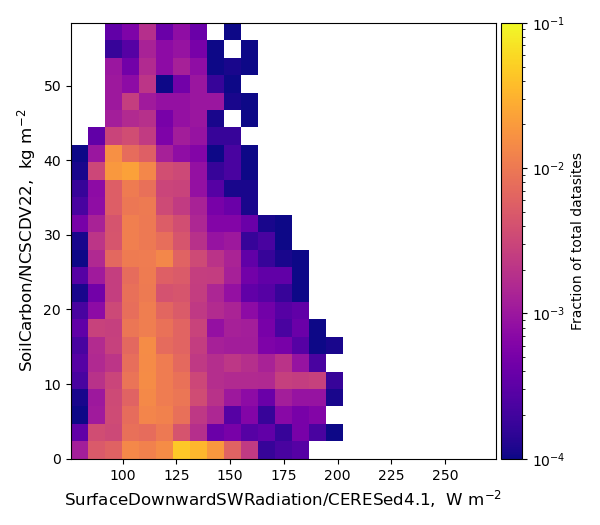 SoilCarbon/NCSCDV22, kg m⁻²
50
40
30
20
10
0
100 125 150 175 200 225 250
SurfaceDownwardSWRadiation/CERESed4.1, W m⁻²
10⁻¹
10⁻²
10⁻³
10⁻⁴
Fraction of total datasites